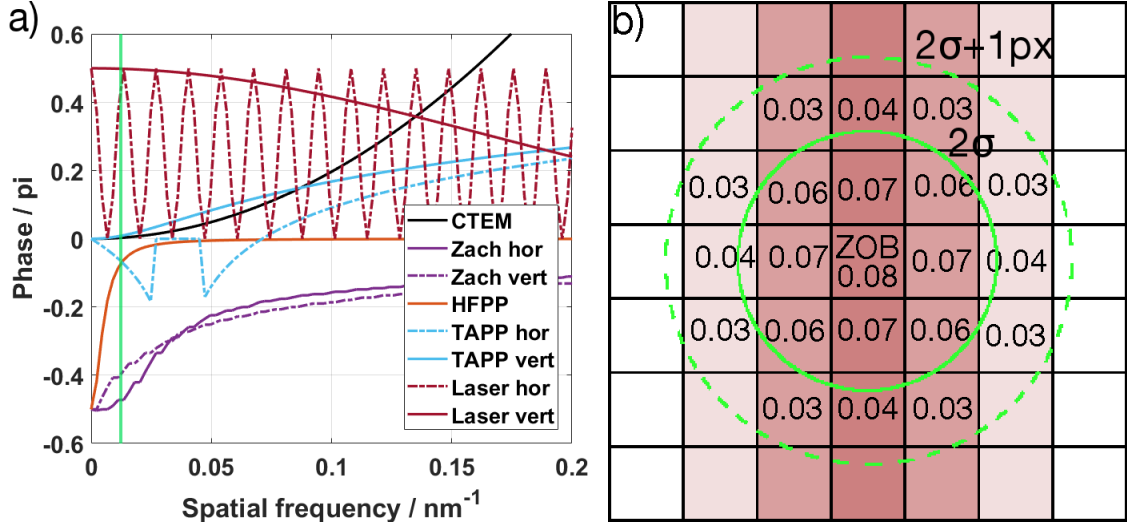 a)
Phase / pi
0.6
0.4
0.2
0
-0.2
-0.4
-0.6
0
0.05
0.1
0.15
0.2
Spatial frequency / nm-1
CTEM
Zach hor
Zach vert
HFPP
TAPP hor
TAPP vert
Laser hor
Laser vert
b)
2σ+1px
2σ
0.03 0.04 0.03
0.03 0.06 0.07 0.06 0.03
0.04 0.07 ZOB 0.08 0.07 0.04
0.03 0.06 0.07 0.06 0.03
0.03 0.04 0.03